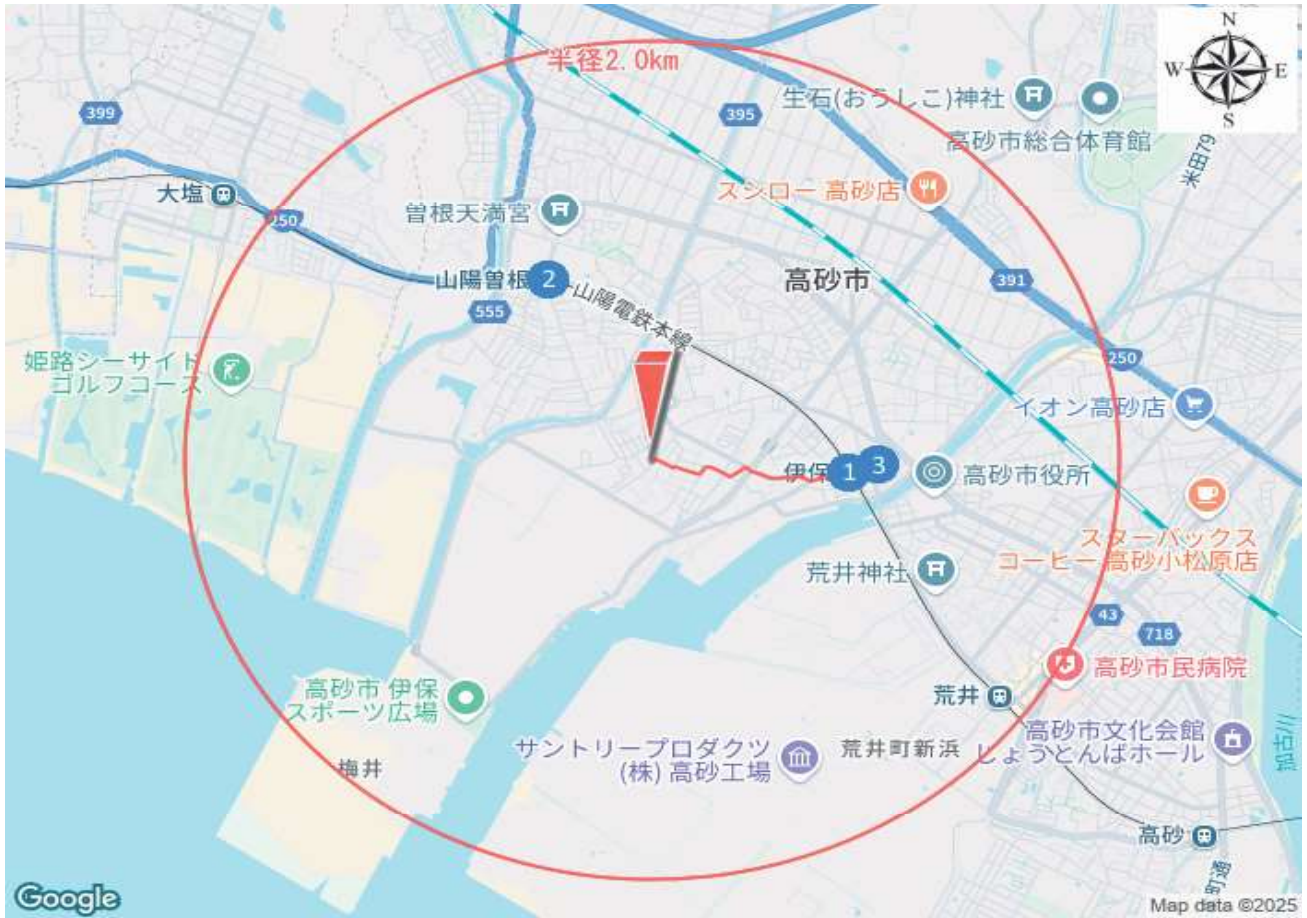 半径2.0km
N
W
E
S
399
395
生石(おうしこ)神社
高砂市総合体育館
米田79
大塩
250
スシロー 高砂店
曽根天満宮
山陽曽根
2
山陽電鉄本線
高砂市
391
555
姫路シーサイド
ゴルフコース
250
イオン高砂店
伊保
1
3
高砂市役所
スターバックス
コーヒー 高砂小松原店
荒井神社
43
718
高砂市民病院
高砂市 伊保
スポーツ広場
荒井
梅井
サントリープロダクツ
(株) 高砂工場
荒井町新浜
高砂市文化会館
じょうとんばホール
加古川
高砂
町通
Google
Map data ©2025